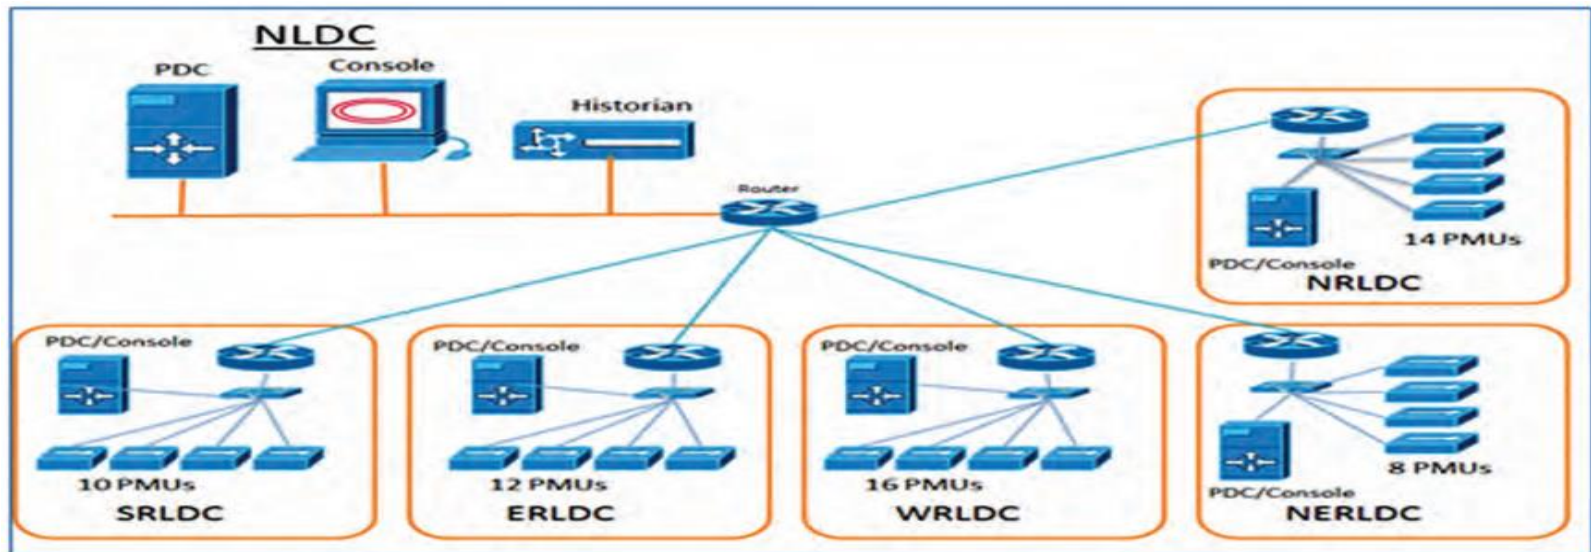 NLDC
PDC
Console
Historian
Router
14 PMUs
PDC/Console
NRLDC
PDC/Console
10 PMUs
SRLDC
PDC/Console
12 PMUs
ERLDC
PDC/Console
16 PMUs
WRLDC
8 PMUs
PDC/Console
NERLDC